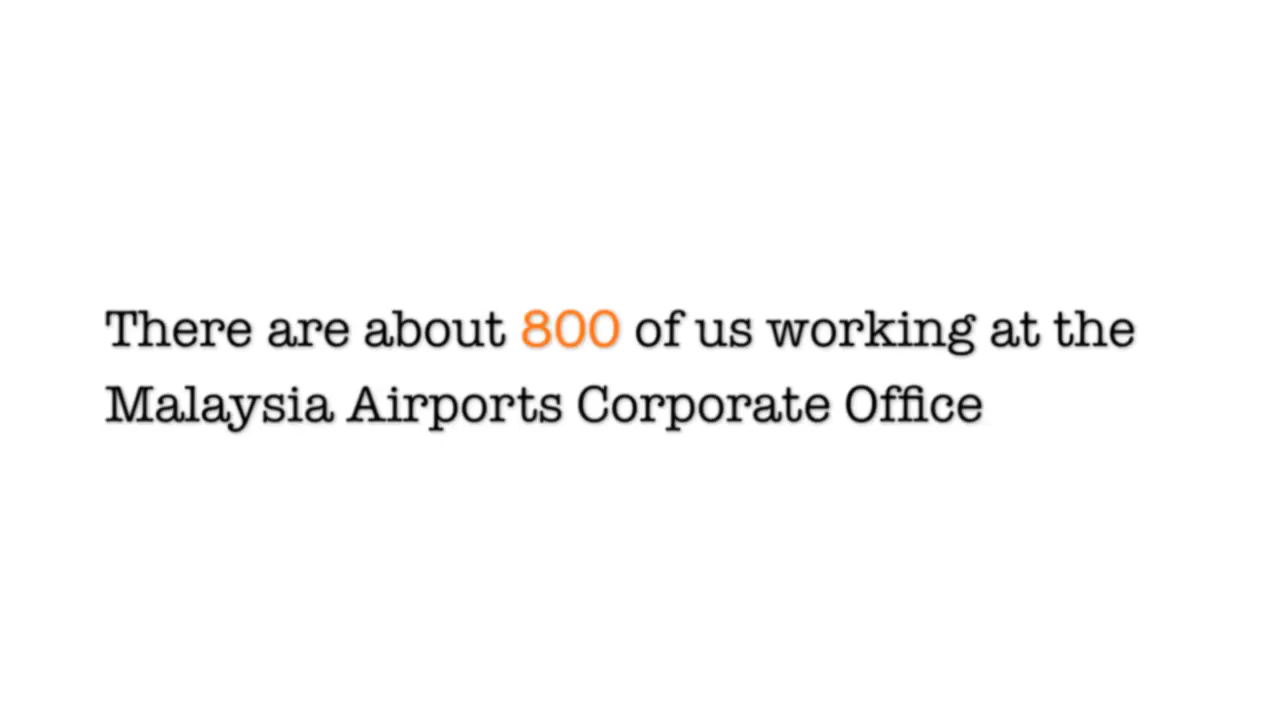 There are about 800 of us working at the
Malaysia Airports Corporate Office